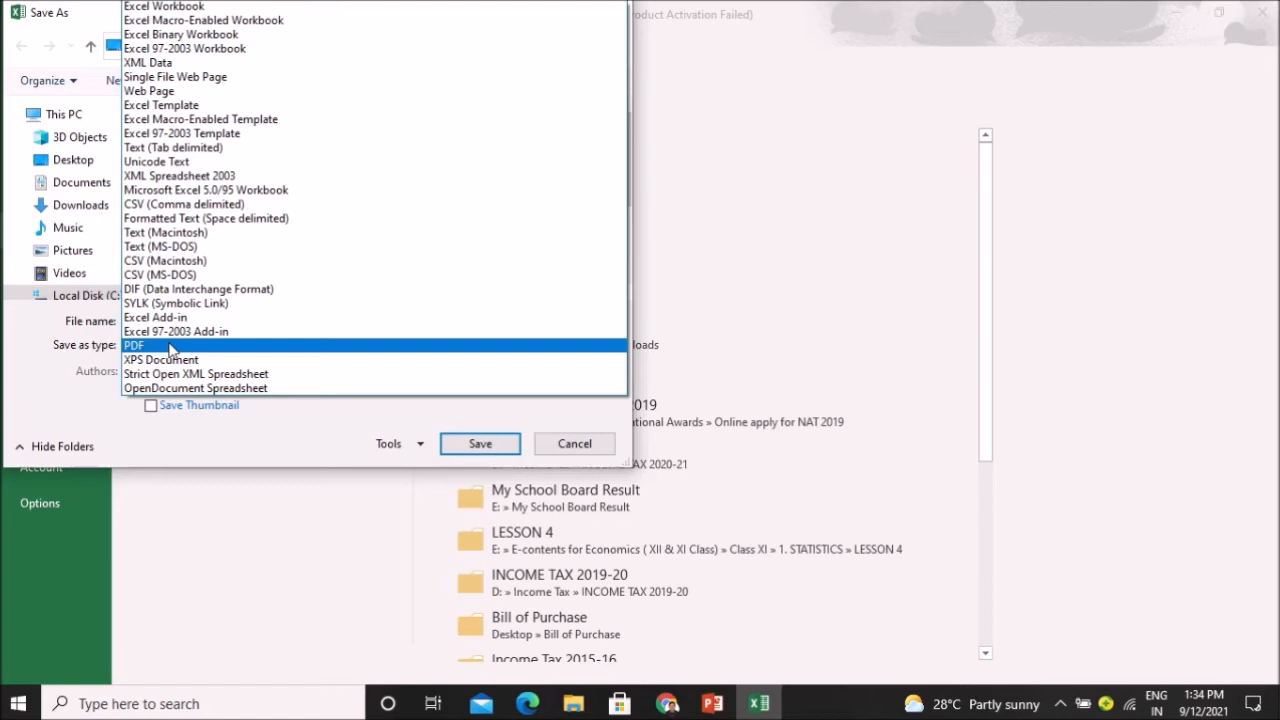 Save As
Organize
Ne
This PC
3D Objects
Desktop
Documents
Downloads
Music
Pictures
Videos
Local Disk (C:
File name:
Save as type:
Authors:
Excel Workbook
Excel Macro-Enabled Workbook
Excel Binary Workbook
Excel 97-2003 Workbook
XML Data
Single File Web Page
Web Page
Excel Template
Excel Macro-Enabled Template
Excel 97-2003 Template
Text (Tab delimited)
Unicode Text
XML Spreadsheet 2003
Microsoft Excel 5.0/95 Workbook
CSV (Comma delimited)
Formatted Text (Space delimited)
Text (Macintosh)
Text (MS-DOS)
CSV (Macintosh)
CSV (MS-DOS)
DIF (Data Interchange Format)
SYLK (Symbolic Link)
Excel Add-in
Excel 97-2003 Add-in
PDF
XPS Document
Strict Open XML Spreadsheet
OpenDocument Spreadsheet
Save Thumbnail
Hide Folders
Tools
Save
Cancel
Account
Options
roduct Activation Failed)
loads
2019
ational Awards » Online apply for NAT 2019
TAX 2020-21
My School Board Result
E: » My School Board Result
LESSON 4
E: » E-contents for Economics ( XII & XI Class) » Class XI » 1. STATISTICS » LESSON 4
INCOME TAX 2019-20
D: » Income Tax » INCOME TAX 2019-20
Bill of Purchase
Desktop » Bill of Purchase
Income Tax 2015-16
Type here to search
28°C Partly sunny
ENG
IN
1:34 PM
9/12/2021